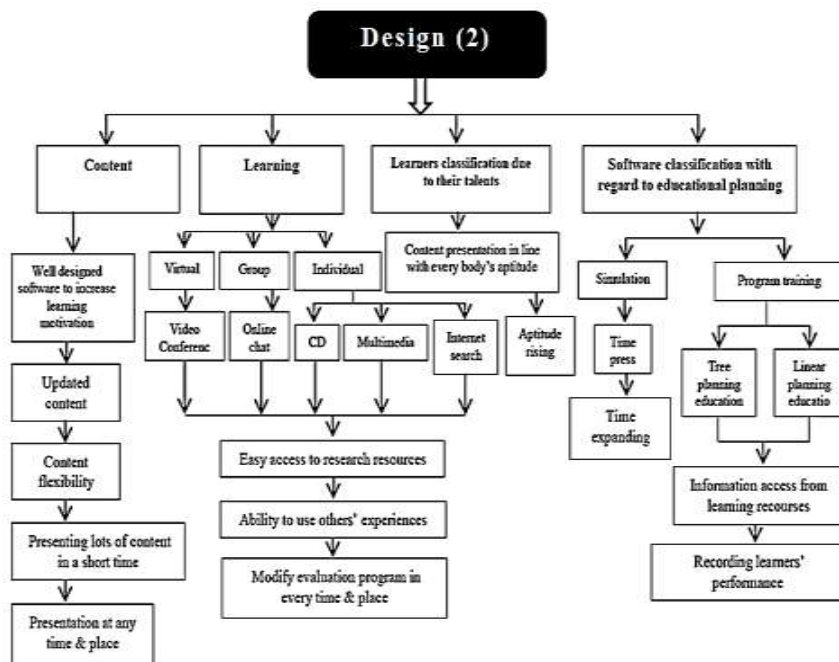 Design (2)
Content
Learning
Learners classification due
to their talents
Software classification with
regard to educational planning
Well designed
software to increase
learning
motivation
Updated
content
Content
flexibility
Presenting lots of content
in a short time
Presentation at any
time & place
Virtual
Group
Individual
Video
Conferenc
Online
chat
CD
Multimedia
Internet
search
Easy access to research resources
Ability to use others' experiences
Modify evaluation program in
every time & place
Content presentation in line
with every body's aptitude
Aptitude
rising
Simulation
Time
press
Time
expanding
Program training
Tree
planning
education
Linear
planning
educatio
Information access from
learning recourses
Recording learners'
performance